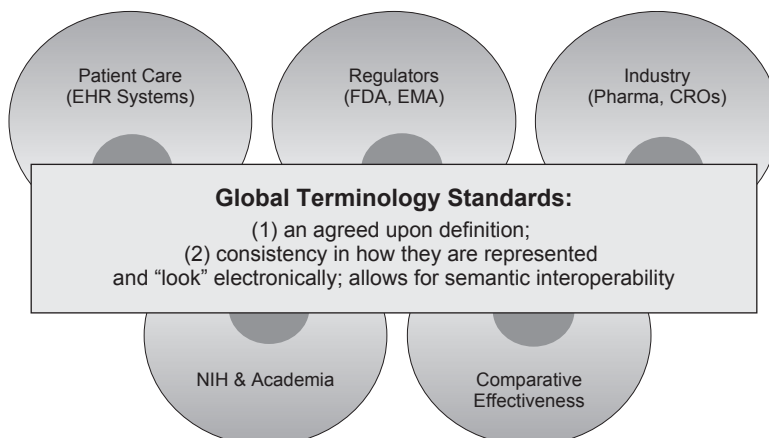 Patient Care
(EHR Systems)
Regulators
(FDA, EMA)
Industry
(Pharma, CROs)
Global Terminology Standards:
(1) an agreed upon definition;
(2) consistency in how they are represented
and “look” electronically; allows for semantic interoperability
NIH & Academia
Comparative
Effectiveness